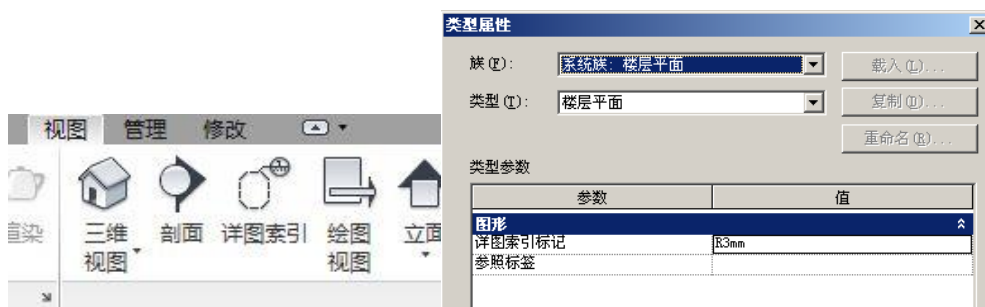 视图 管理 修改
渲染 三维视图 剖面 详图索引 绘图视图 立面
类型属性
族(F): 系统族: 楼层平面 载入(L)...
类型(T): 楼层平面 复制(D)...
重命名(R)...
类型参数
参数 值
图形
详图索引标记 R3mm
参照标签